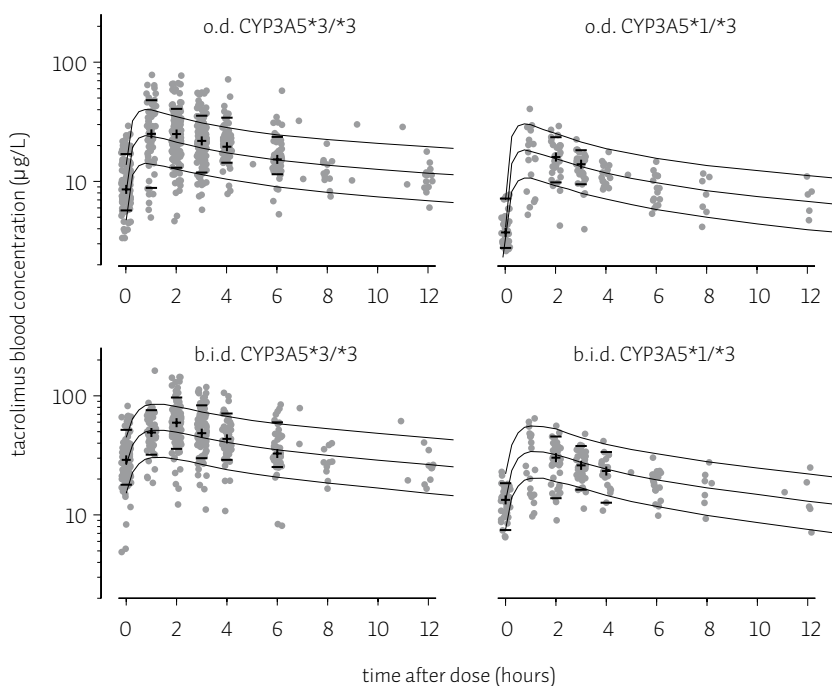 o.d. CYP3A5*3/*3
o.d. CYP3A5*1/*3
100
10
0 2 4 6 8 10 12
0 2 4 6 8 10 12
b.i.d. CYP3A5*3/*3
b.i.d. CYP3A5*1/*3
100
10
0 2 4 6 8 10 12
0 2 4 6 8 10 12
tacrolimus blood concentration (µg/L)
time after dose (hours)